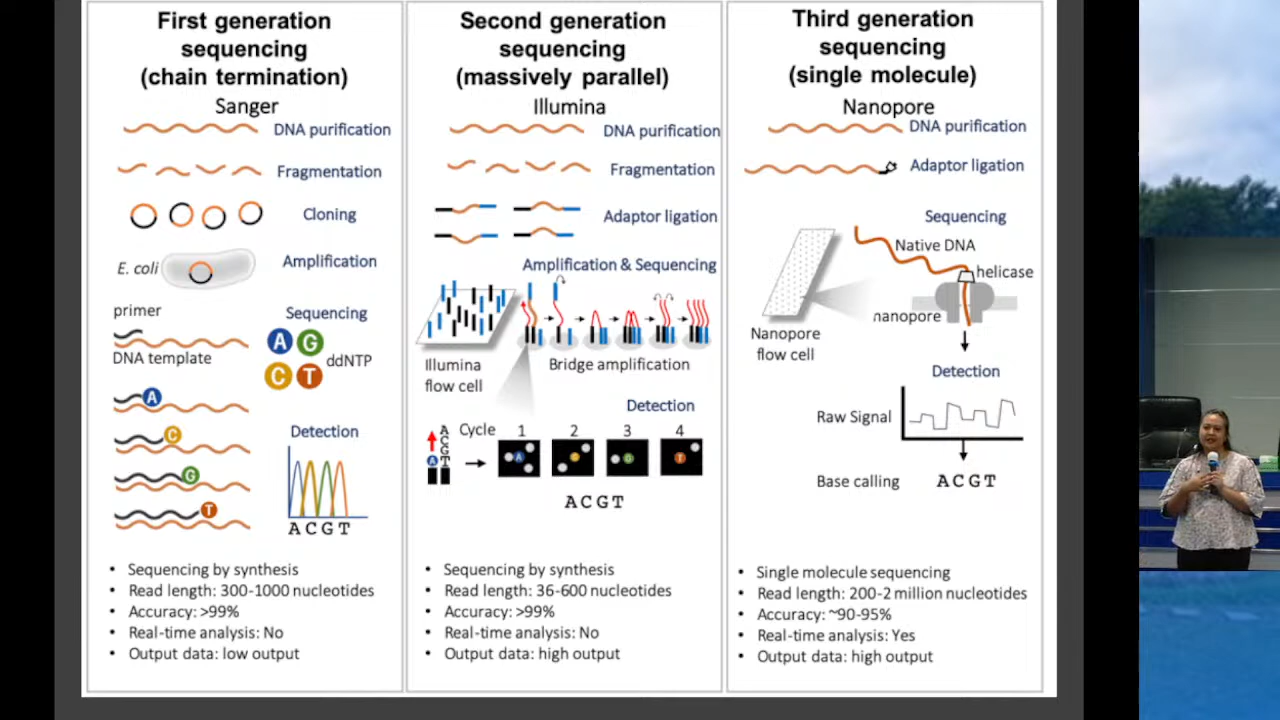 First generation
sequencing
(chain termination)
Sanger
DNA purification
Fragmentation
Cloning
E. coli
Amplification
primer
Sequencing
DNA template
A G
C T
ddNTP
A
C
G
T
Detection
A C G T
Sequencing by synthesis
Read length: 300-1000 nucleotides
Accuracy: >99%
Real-time analysis: No
Output data: low output
Second generation
sequencing
(massively parallel)
Illumina
DNA purification
Fragmentation
Adaptor ligation
Amplification & Sequencing
Illumina
flow cell
Bridge amplification
Detection
Cycle 1 2 3 4
A
C
G
T
A
A C G T
A C G T
Sequencing by synthesis
Read length: 36-600 nucleotides
Accuracy: >99%
Real-time analysis: No
Output data: high output
Third generation
sequencing
(single molecule)
Nanopore
DNA purification
Adaptor ligation
Sequencing
Native DNA
helicase
nanopore
Nanopore
flow cell
Detection
Raw Signal
Base calling
A C G T
Single molecule sequencing
Read length: 200-2 million nucleotides
Accuracy: ~90-95%
Real-time analysis: Yes
Output data: high output